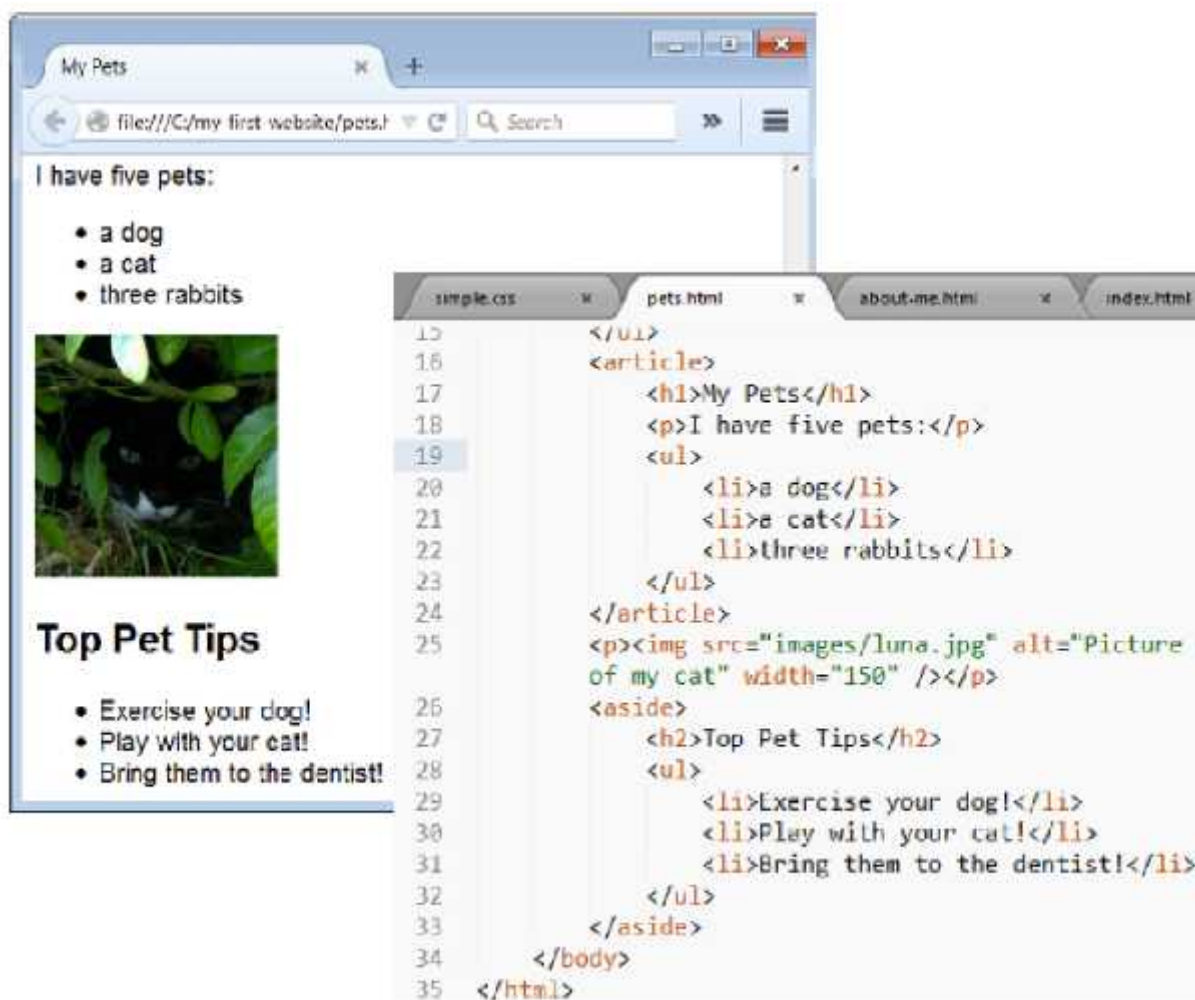 My Pets
file:///C:/my-first-website/pets.h
Search
I have five pets:
• a dog
• a cat
• three rabbits
Top Pet Tips
• Exercise your dog!
• Play with your cat!
• Bring them to the dentist!
simple.css pets.html about-me.html index.html
15 </ul>
16 <article>
17 <h1>My Pets</h1>
18 <p>I have five pets:</p>
19 <ul>
20 <li>a dog</li>
21 <li>a cat</li>
22 <li>three rabbits</li>
23 </ul>
24 </article>
25 <p><img src="images/luna.jpg" alt="Picture
of my cat" width="150" /></p>
26 <aside>
27 <h2>Top Pet Tips</h2>
28 <ul>
29 <li>Exercise your dog!</li>
30 <li>Play with your cat!</li>
31 <li>Bring them to the dentist!</li>
32 </ul>
33 </aside>
34 </body>
35 </html>